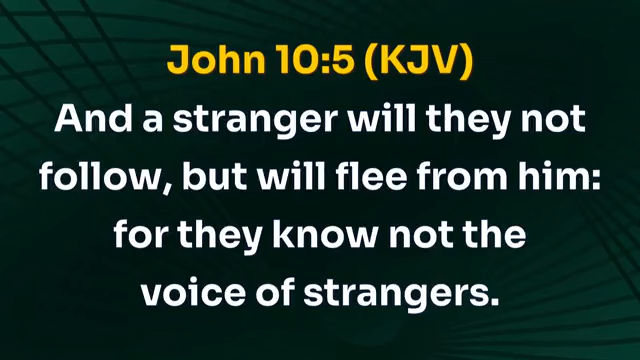 John 10:5 (KJV)
And a stranger will they not
follow, but will flee from him:
for they know not the
voice of strangers.